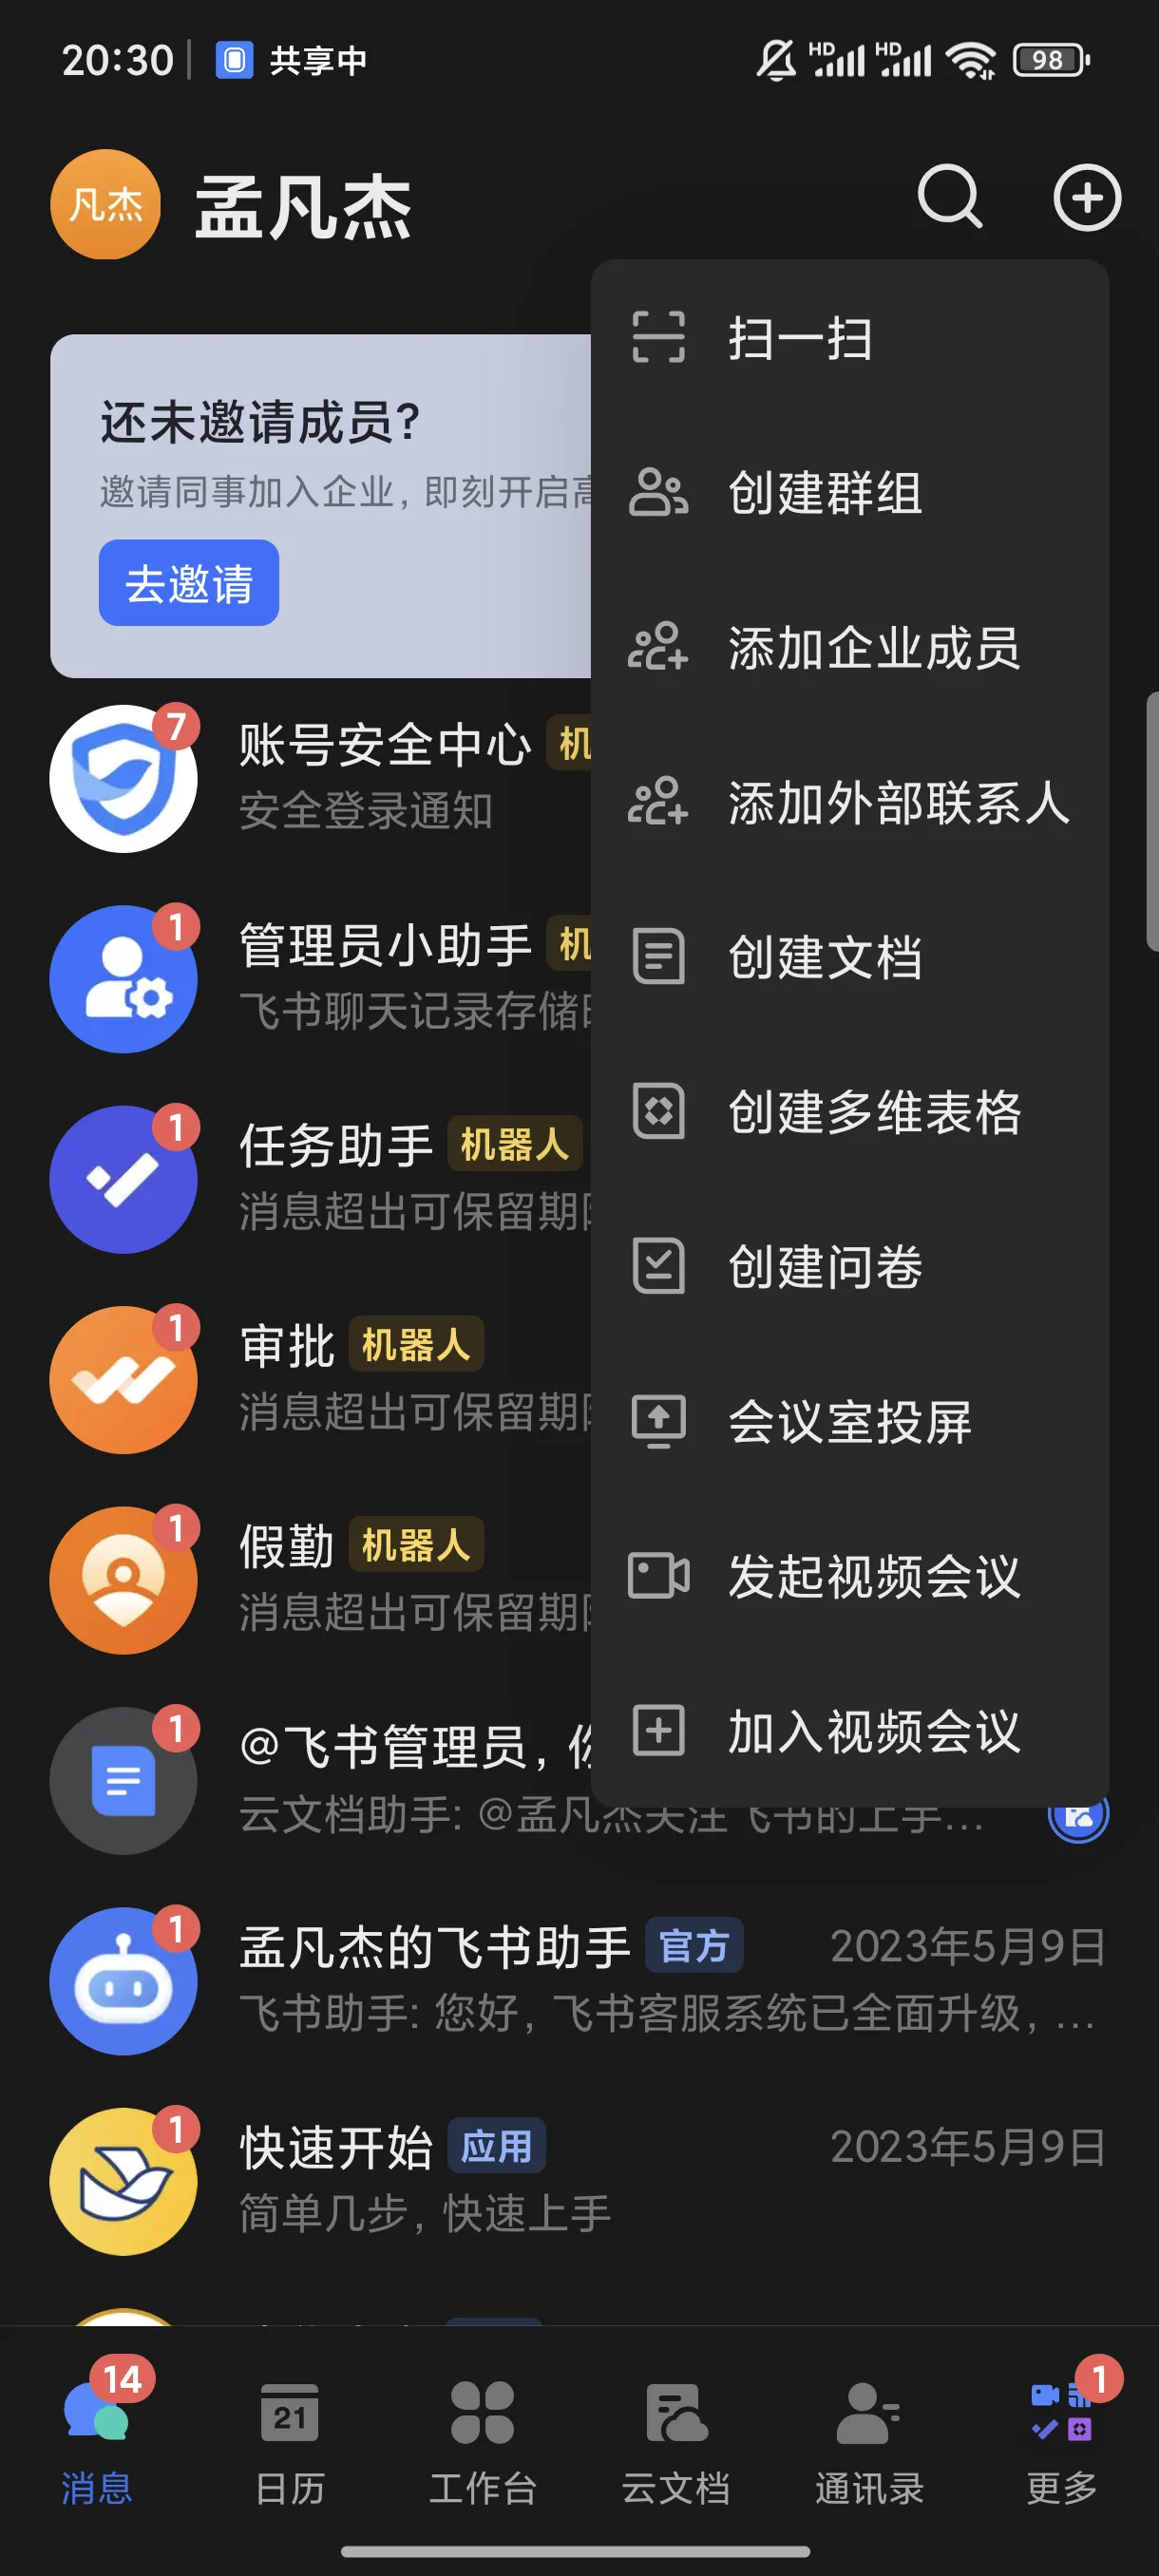 20:30 共享中 HD HD 98
凡杰 孟凡杰
扫一扫
还未邀请成员?
邀请同事加入企业，即刻开启
去邀请
创建群组
添加企业成员
添加外部联系人
创建文档
创建多维表格
创建问卷
会议室投屏
发起视频会议
加入视频会议
7
账号安全中心 机
安全登录通知
1
管理员小助手 机
飞书聊天记录存储
1
任务助手 机器人
消息超出可保留期
1
审批 机器人
消息超出可保留期
1
假勤 机器人
消息超出可保留期
1
@飞书管理员，
云文档助手: @孟凡杰关注飞书的上手...
1
孟凡杰的飞书助手 官方 2023年5月9日
飞书助手: 您好，飞书客服系统已全面升级，...
1
快速开始 应用 2023年5月9日
简单几步，快速上手
14 21 1
消息 日历 工作台 云文档 通讯录 更多